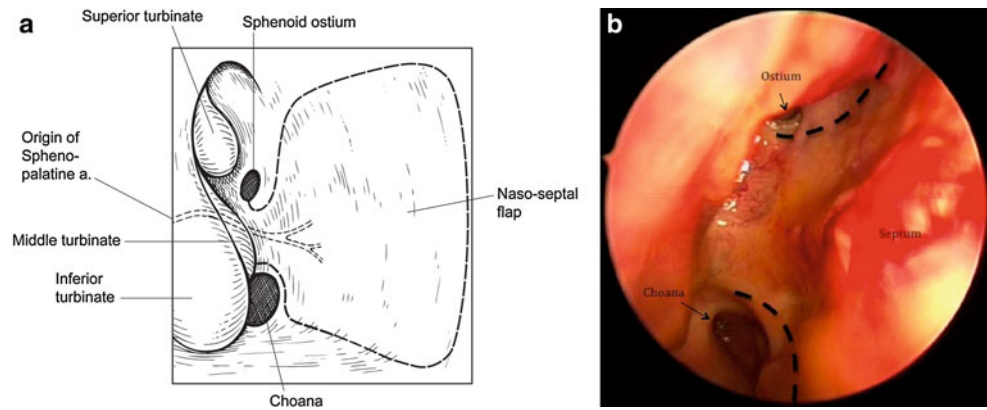 a
Superior turbinate
Sphenoid ostium
Origin of
Spheno-
palatine a.
Middle turbinate
Inferior
turbinate
Naso-septal
flap
Choana
b
Ostium
Septum
Choana